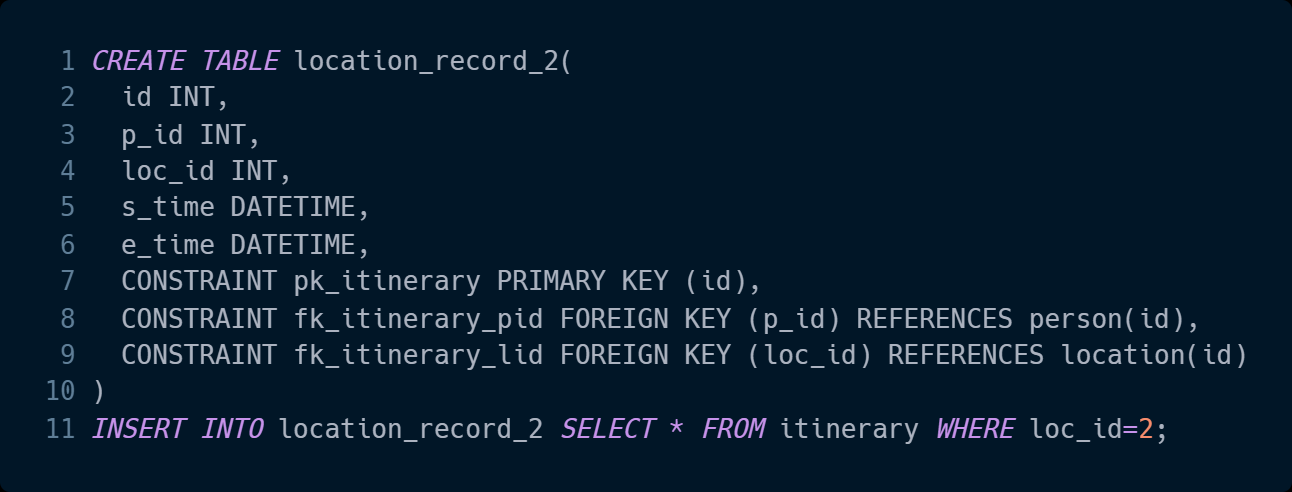 1 CREATE TABLE location_record_2(
2 id INT,
3 p_id INT,
4 loc_id INT,
5 s_time DATETIME,
6 e_time DATETIME,
7 CONSTRAINT pk_itinerary PRIMARY KEY (id),
8 CONSTRAINT fk_itinerary_pid FOREIGN KEY (p_id) REFERENCES person(id),
9 CONSTRAINT fk_itinerary_lid FOREIGN KEY (loc_id) REFERENCES location(id)
10 )
11 INSERT INTO location_record_2 SELECT * FROM itinerary WHERE loc_id=2;